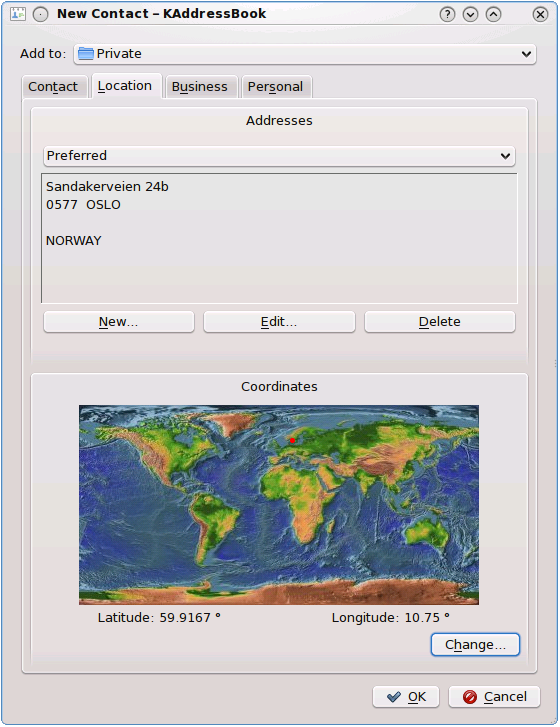 New Contact – KAddressBook
Add to: Private
Contact Location Business Personal
Addresses
Preferred
Sandakerveien 24b
0577 OSLO
NORWAY
New... Edit... Delete
Coordinates
Latitude: 59.9167 ° Longitude: 10.75 °
Change...
OK Cancel